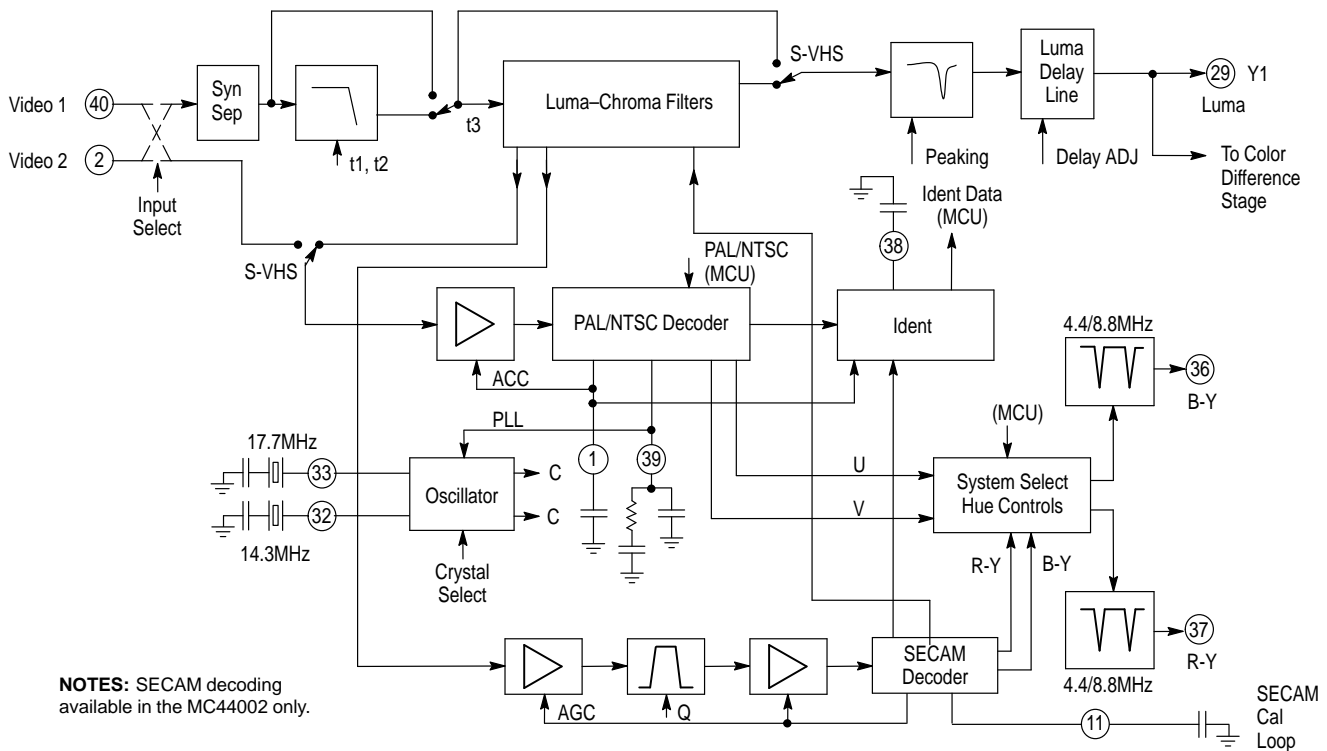 S-VHS
Luma
Delay
Line
29 Y1
Luma
Video 1 40
Syn
Sep
Luma–Chroma Filters
t3
Video 2 2
t1, t2
Peaking
Delay ADJ
To Color
Difference
Stage
Input
Select
Ident Data
(MCU)
38
S-VHS
PAL/NTSC
(MCU)
PAL/NTSC Decoder
Ident
4.4/8.8MHz
36
B-Y
ACC
(MCU)
PLL
17.7MHz
33
1
39
C
U
Oscillator
System Select
Hue Controls
32
C
V
14.3MHz
Crystal
Select
R-Y
B-Y
37
R-Y
4.4/8.8MHz
SECAM
Decoder
NOTES: SECAM decoding
available in the MC44002 only.
AGC
Q
11
SECAM
Cal
Loop